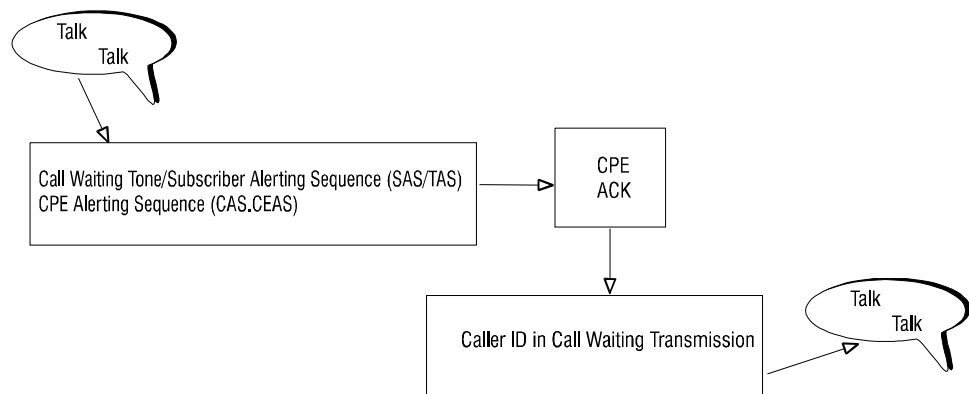 Talk
Talk
Call Waiting Tone/Subscriber Alerting Sequence (SAS/TAS)
CPE Alerting Sequence (CAS.CEAS)
CPE
ACK
Caller ID in Call Waiting Transmission
Talk
Talk